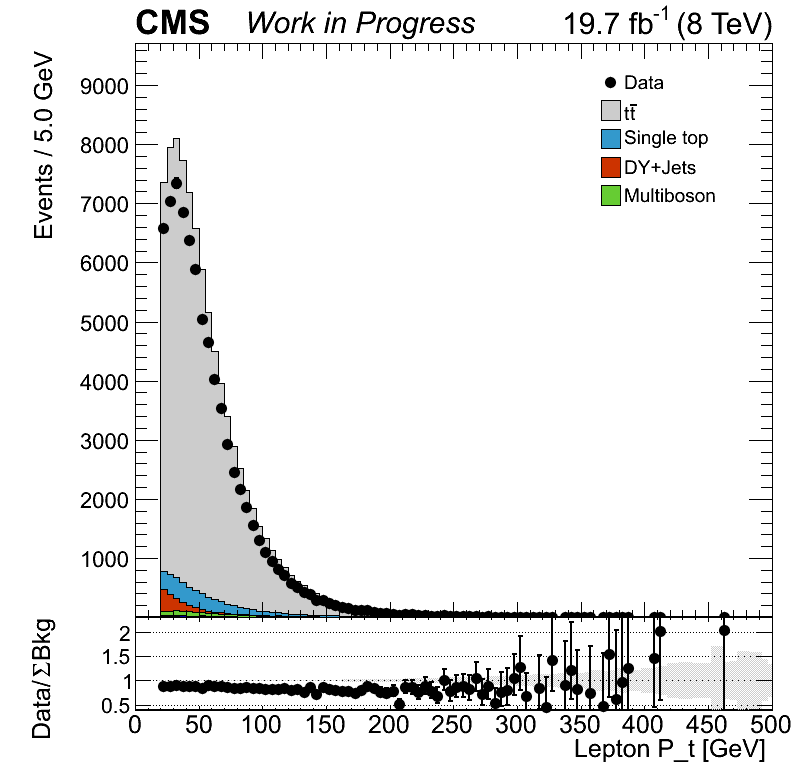 CMS Work in Progress 19.7 fb⁻¹ (8 TeV)
Events / 5.0 GeV
9000
8000
7000
6000
5000
4000
3000
2000
1000
Data
tt̄
Single top
DY+Jets
Multiboson
Data/ΣBkg
2
1.5
1
0.5
0 50 100 150 200 250 300 350 400 450 500
Lepton P_t [GeV]